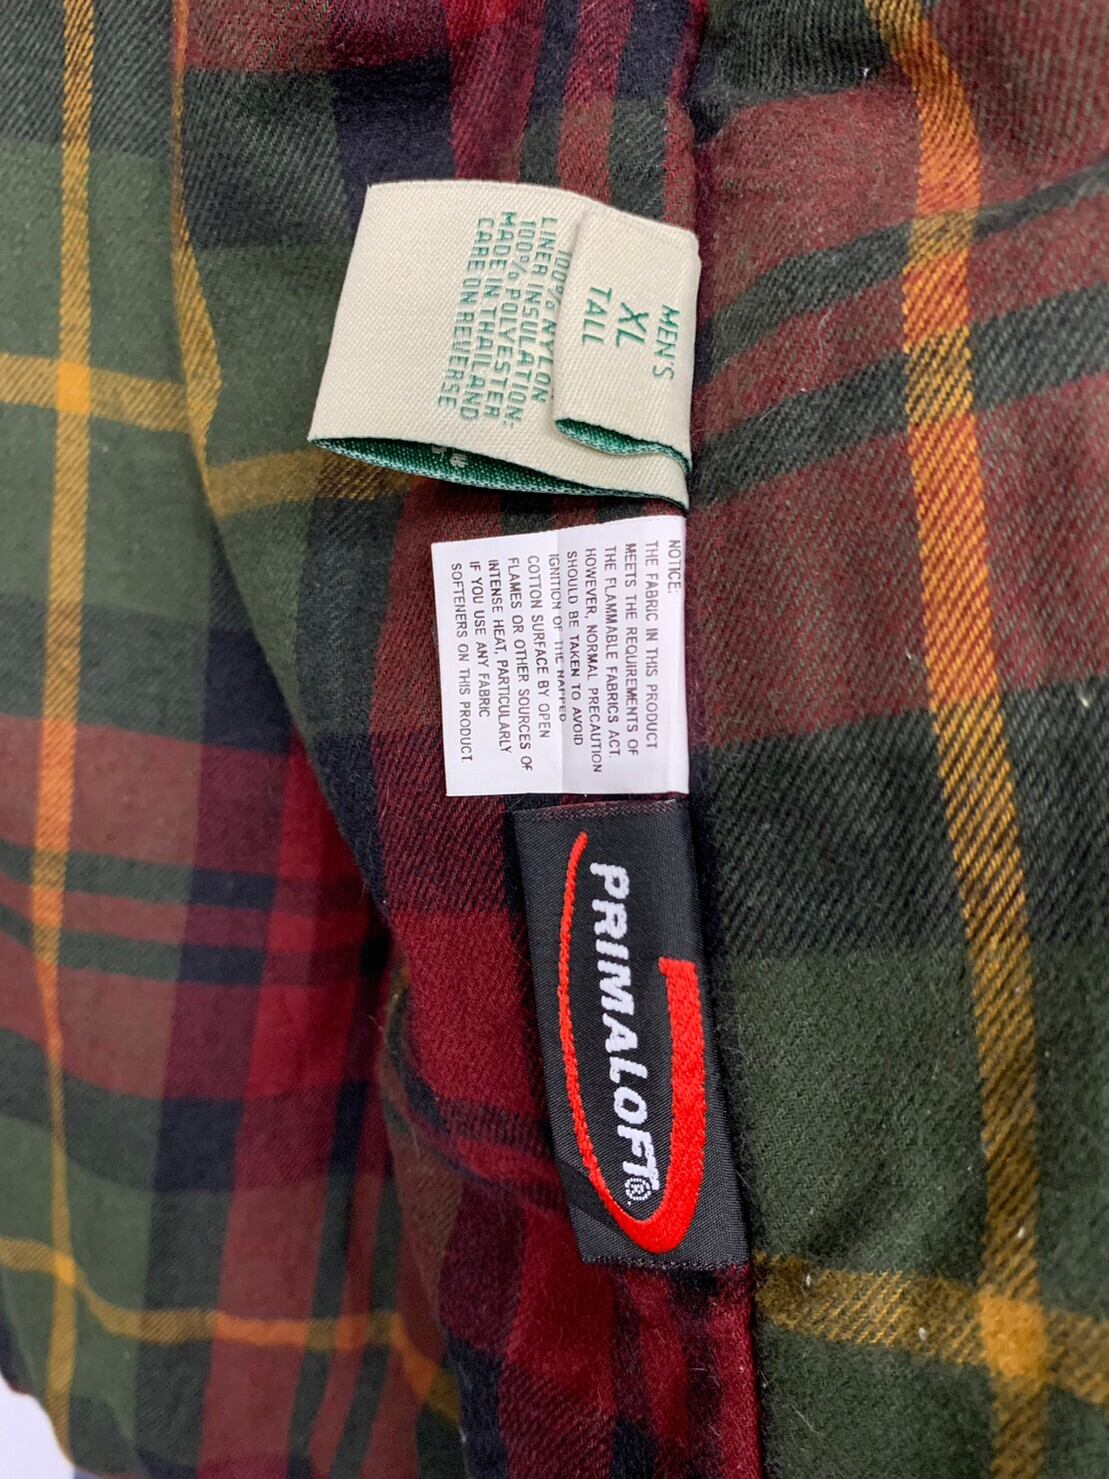 MEN'S
XL
TALL
100% NYLON
LINER INSULATION:
100% POLYESTER
MADE IN THAILAND
CARE ON REVERSE
NOTICE:
THE FABRIC IN THIS PRODUCT
MEETS THE REQUIREMENTS OF
THE FLAMMABLE FABRICS ACT.
HOWEVER, NORMAL PRECAUTION
SHOULD BE TAKEN TO AVOID
IGNITION OF THE NAPPED
COTTON SURFACE BY OPEN
FLAMES OR OTHER SOURCES OF
INTENSE HEAT, PARTICULARLY
IF YOU USE ANY FABRIC
SOFTENERS ON THIS PRODUCT.
PRIMALOFT®